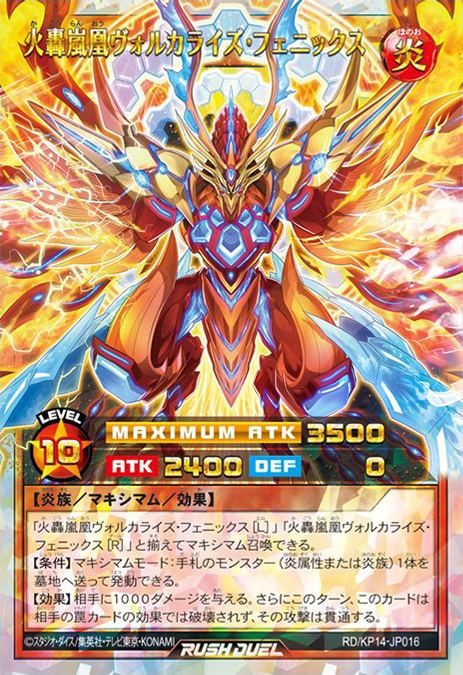 火轟嵐凰ヴォルカライズ・フェニックス
炎
ほのお
か
らん おう
LEVEL
10
MAXIMUM ATK 3500
ATK 2400 DEF 0
【炎族／マキシマム／効果】
「火轟嵐凰ヴォルカライズ・フェニックス［L］」「火轟嵐凰ヴォルカライズ・
フェニックス［R］」と揃えてマキシマム召喚できる。
【条件】マキシマムモード：手札のモンスター（炎属性または炎族）1体を
墓地へ送って発動できる。
【効果】相手に1000ダメージを与える。さらにこのターン、このカードは
相手の罠カードの効果では破壊されず、その攻撃は貫通する。
©スタジオ・ダイス/集英社・テレビ東京・KONAMI
RUSH DUEL
RD/KP14-JP016